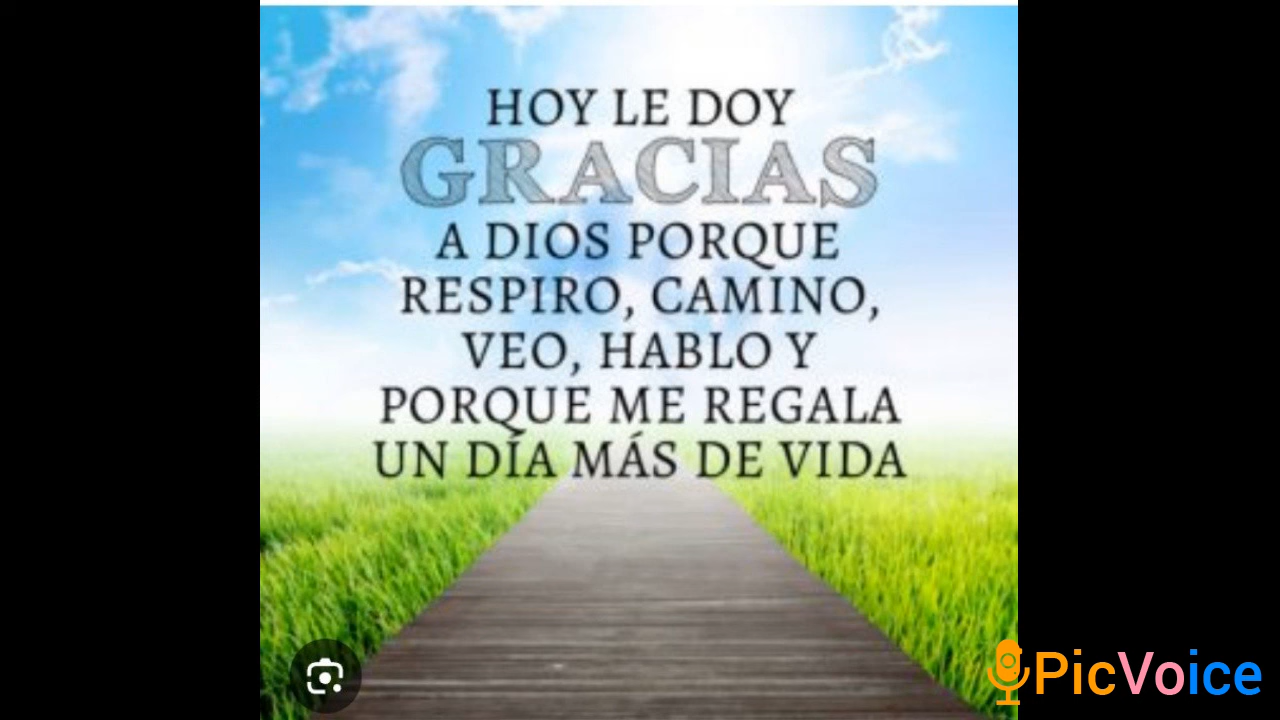 HOY LE DOY
GRACIAS
A DIOS PORQUE
RESPIRO, CAMINO,
VEO, HABLO Y
PORQUE ME REGALA
UN DÍA MÁS DE VIDA
PicVoice